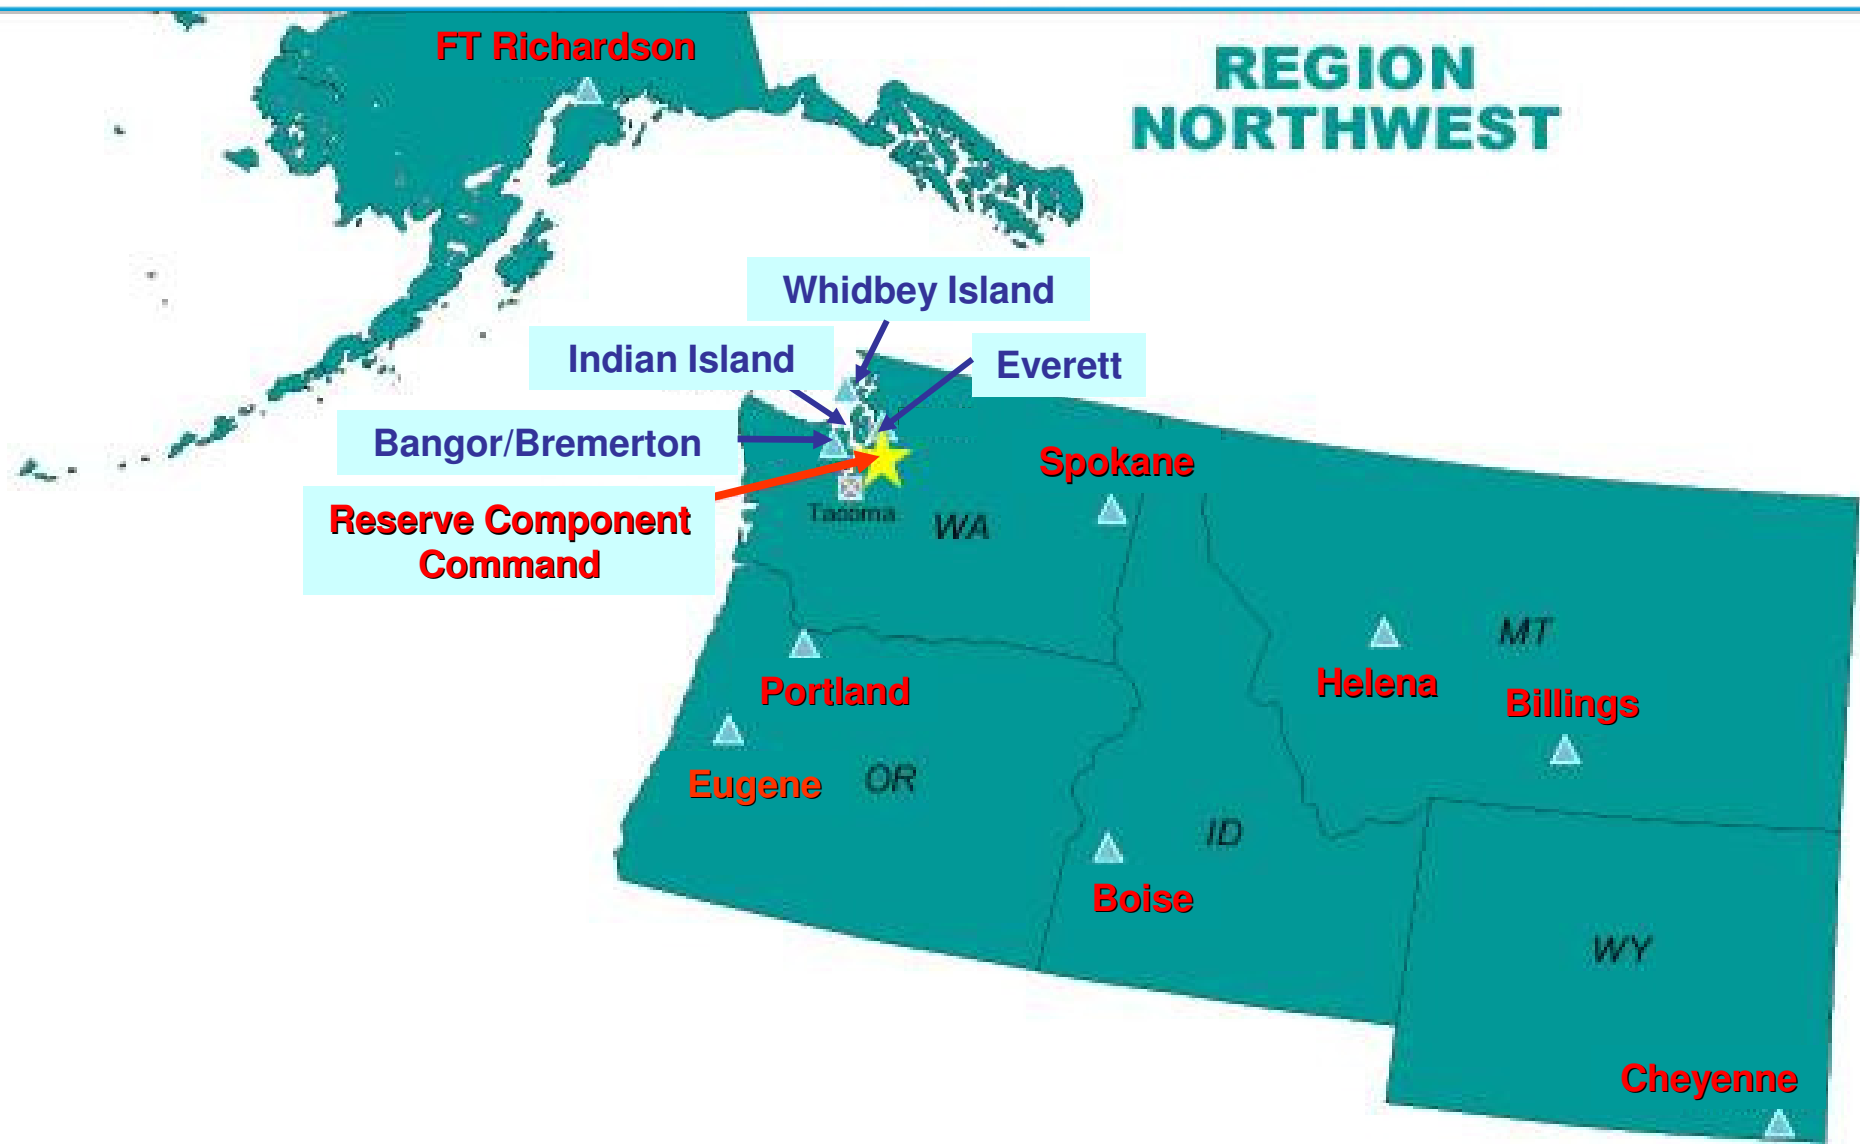 FT Richardson
REGION
NORTHWEST
Whidbey Island
Indian Island
Everett
Bangor/Bremerton
Spokane
Reserve Component
Command
Tacoma
WA
MT
Portland
Helena
Billings
Eugene
OR
ID
Boise
WY
Cheyenne